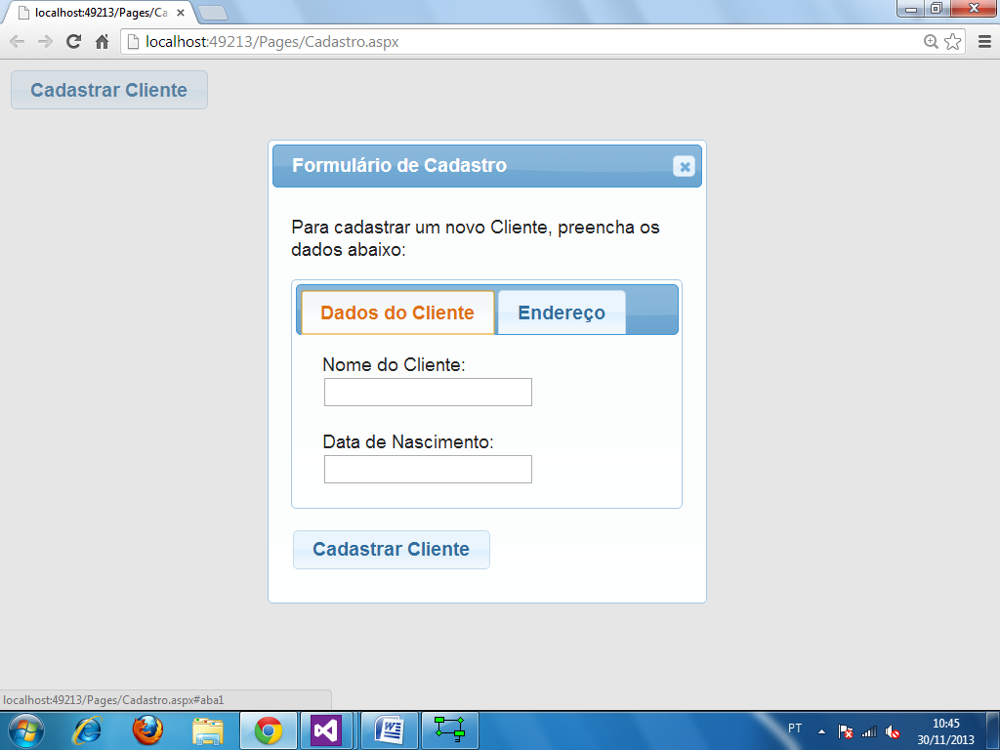 localhost:49213/Pages/Ca
localhost:49213/Pages/Cadastro.aspx
Cadastrar Cliente
Formulário de Cadastro
Para cadastrar um novo Cliente, preencha os
dados abaixo:
Dados do Cliente Endereço
Nome do Cliente:
Data de Nascimento:
Cadastrar Cliente
localhost:49213/Pages/Cadastro.aspx#aba1
PT
10:45
30/11/2013